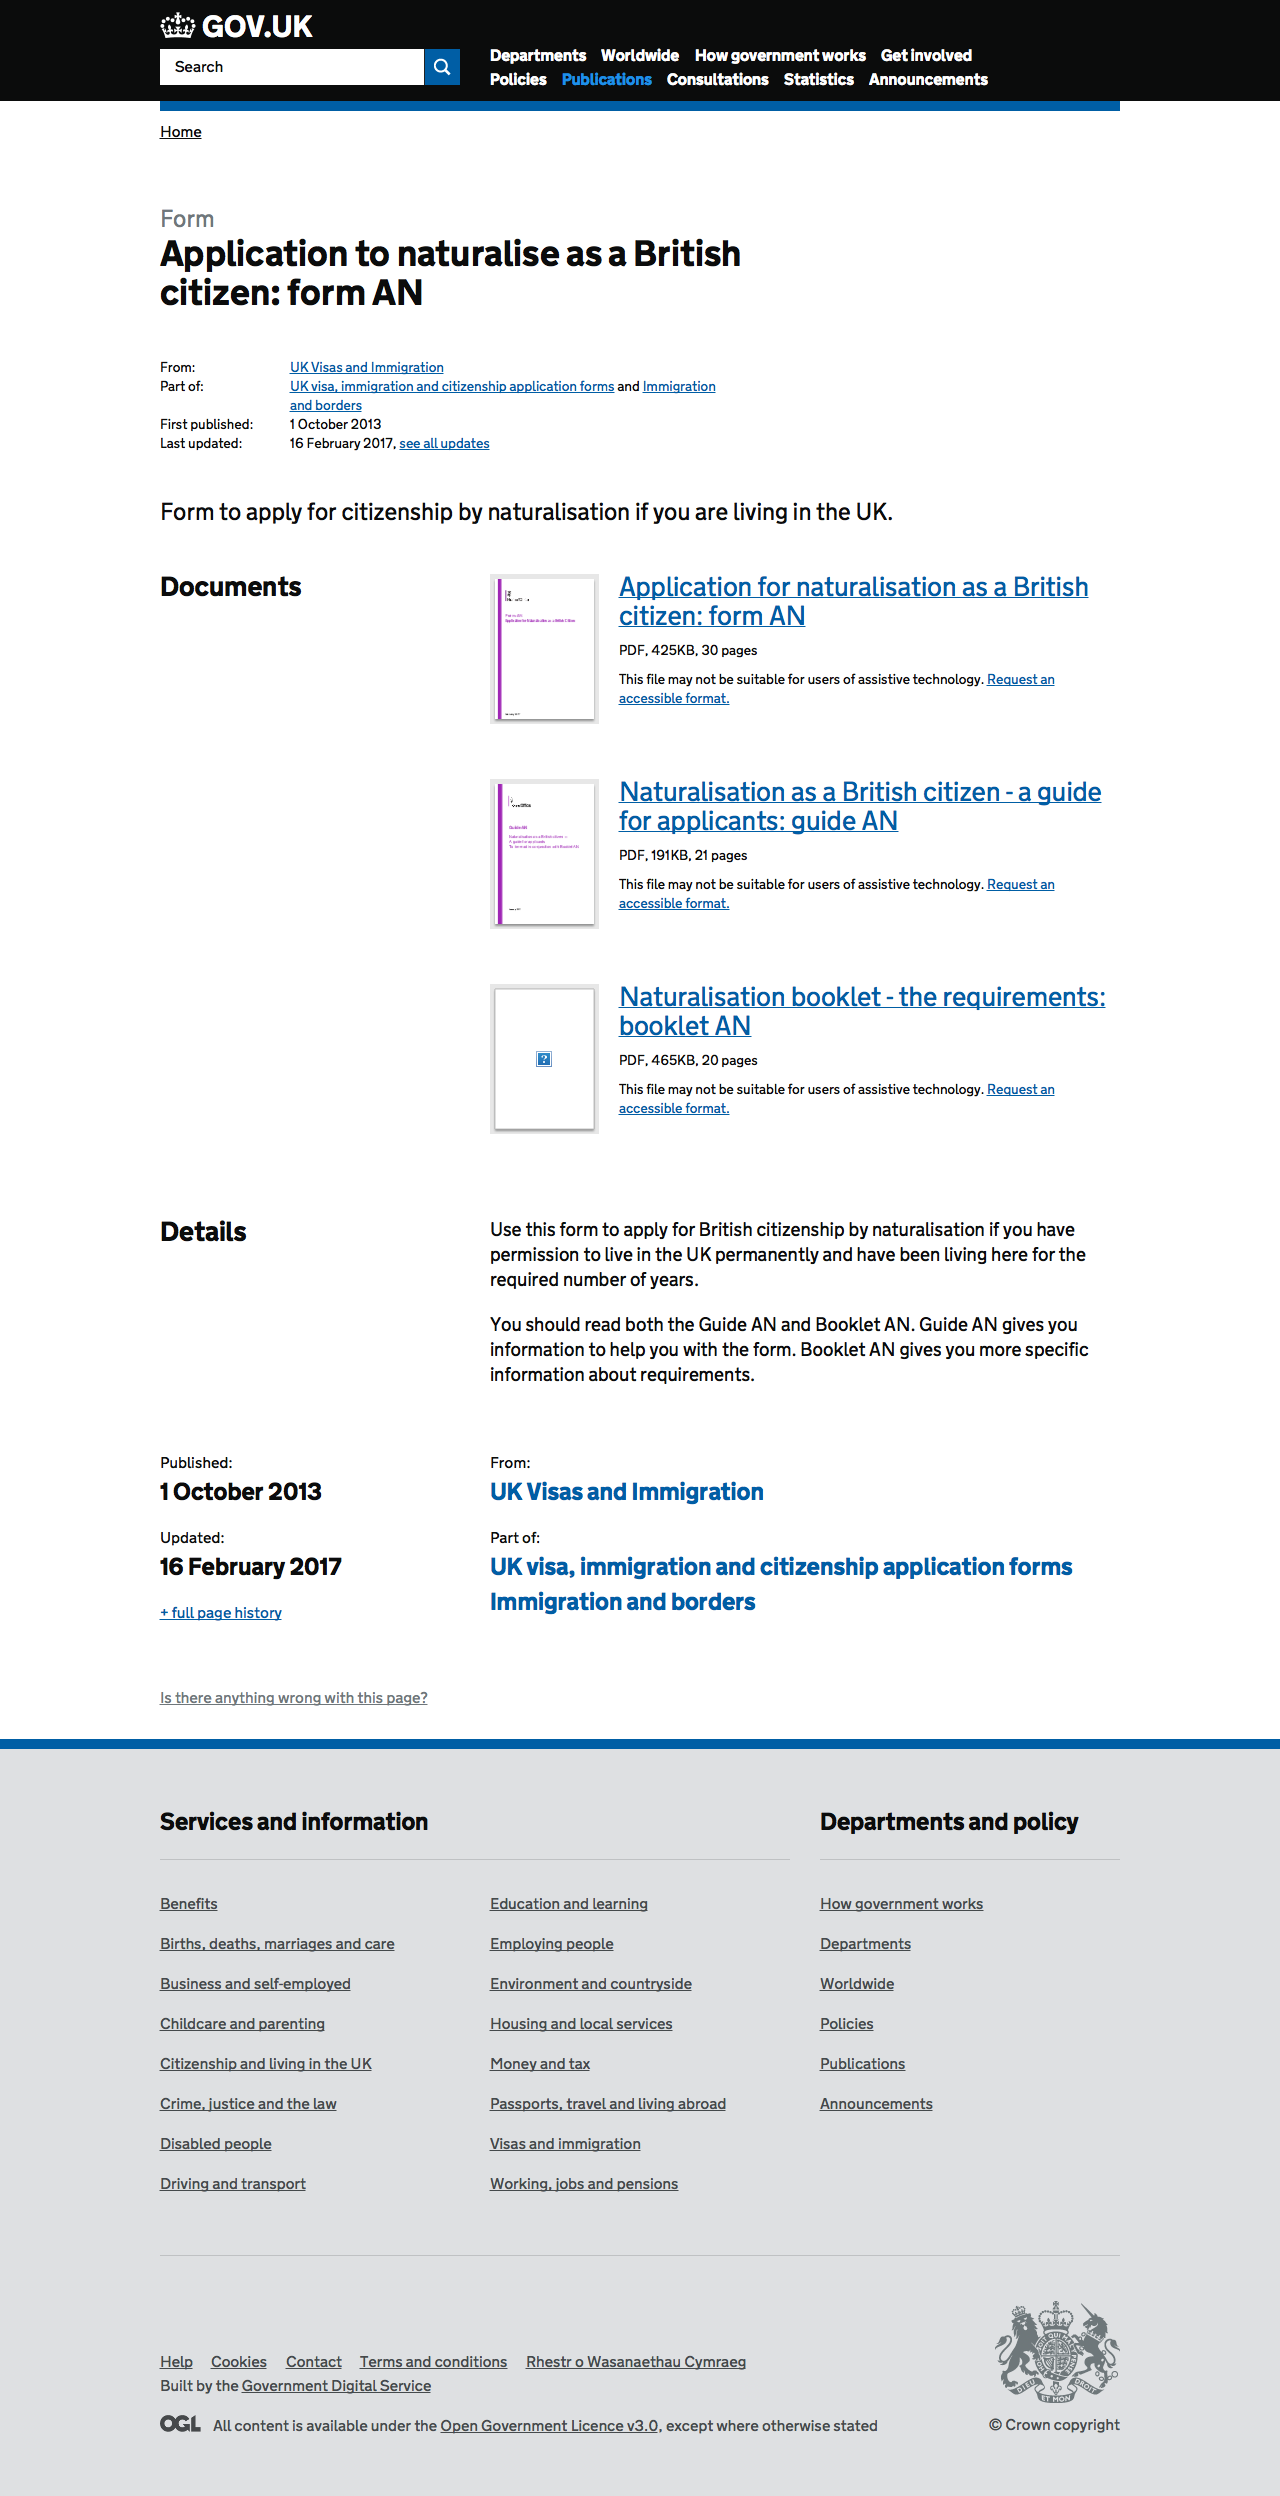 GOV.UK
Search
Departments Worldwide How government works Get involved
Policies Publications Consultations Statistics Announcements
Home
Form
Application to naturalise as a British
citizen: form AN
From: UK Visas and Immigration
Part of: UK visa, immigration and citizenship application forms and Immigration
and borders
First published: 1 October 2013
Last updated: 16 February 2017, see all updates
Form to apply for citizenship by naturalisation if you are living in the UK.
Documents
Application for naturalisation as a British
citizen: form AN
PDF, 425KB, 30 pages
This file may not be suitable for users of assistive technology. Request an
accessible format.
Naturalisation as a British citizen - a guide
for applicants: guide AN
PDF, 191KB, 21 pages
This file may not be suitable for users of assistive technology. Request an
accessible format.
Naturalisation booklet - the requirements:
booklet AN
PDF, 465KB, 20 pages
This file may not be suitable for users of assistive technology. Request an
accessible format.
Details
Use this form to apply for British citizenship by naturalisation if you have
permission to live in the UK permanently and have been living here for the
required number of years.
You should read both the Guide AN and Booklet AN. Guide AN gives you
information to help you with the form. Booklet AN gives you more specific
information about requirements.
Published:
1 October 2013
Updated:
16 February 2017
+ full page history
From:
UK Visas and Immigration
Part of:
UK visa, immigration and citizenship application forms
Immigration and borders
Is there anything wrong with this page?
Services and information
Benefits
Births, deaths, marriages and care
Business and self-employed
Childcare and parenting
Citizenship and living in the UK
Crime, justice and the law
Disabled people
Driving and transport
Education and learning
Employing people
Environment and countryside
Housing and local services
Money and tax
Passports, travel and living abroad
Visas and immigration
Working, jobs and pensions
Departments and policy
How government works
Departments
Worldwide
Policies
Publications
Announcements
Help Cookies Contact Terms and conditions Rhestr o Wasanaethau Cymraeg
Built by the Government Digital Service
OGL All content is available under the Open Government Licence v3.0, except where otherwise stated
DIEU ET MON DROIT
© Crown copyright